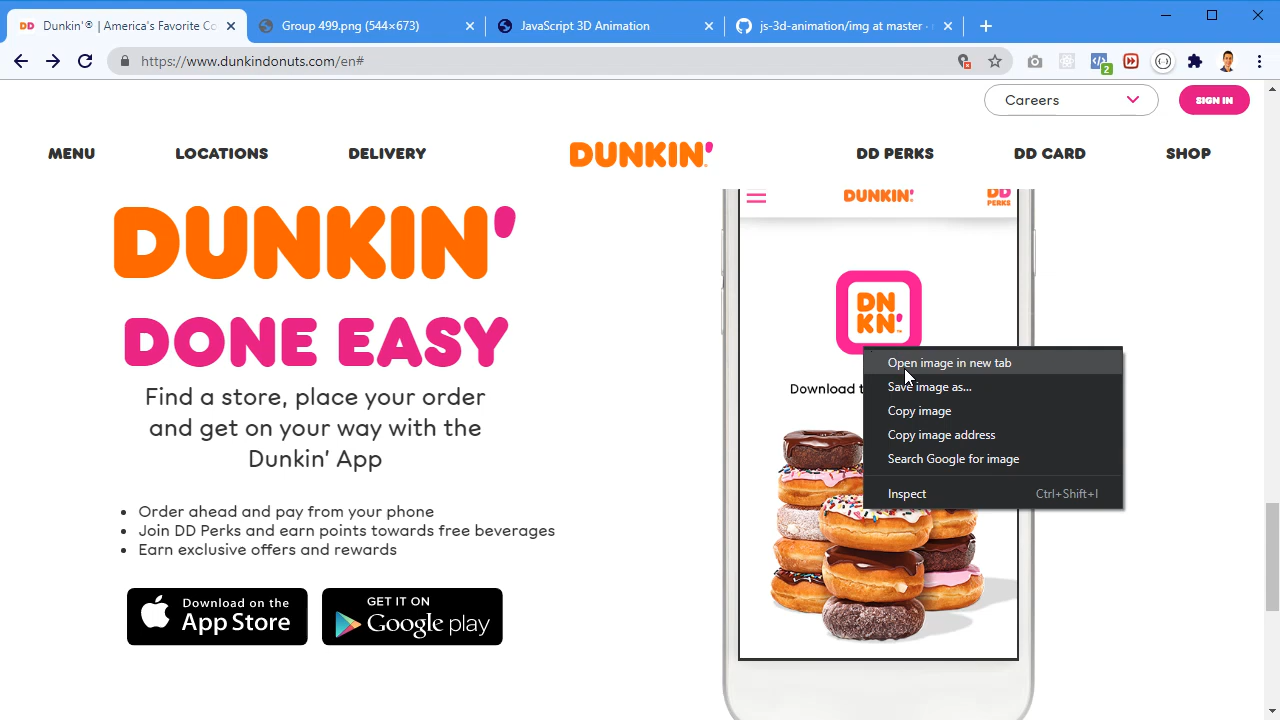 Dunkin'® | America's Favorite Co
Group 499.png (544×673)
JavaScript 3D Animation
js-3d-animation/img at master ·
https://www.dunkindonuts.com/en#
2
Careers
SIGN IN
MENU
LOCATIONS
DELIVERY
DUNKIN'
DD PERKS
DD CARD
SHOP
DUNKIN'
DONE EASY
Find a store, place your order
and get on your way with the
Dunkin' App
Order ahead and pay from your phone
Join DD Perks and earn points towards free beverages
Earn exclusive offers and rewards
Download on the
App Store
GET IT ON
Google play
DUNKIN'
DD
PERKS
DN
KN'
Download t
Open image in new tab
Save image as...
Copy image
Copy image address
Search Google for image
Inspect
Ctrl+Shift+I